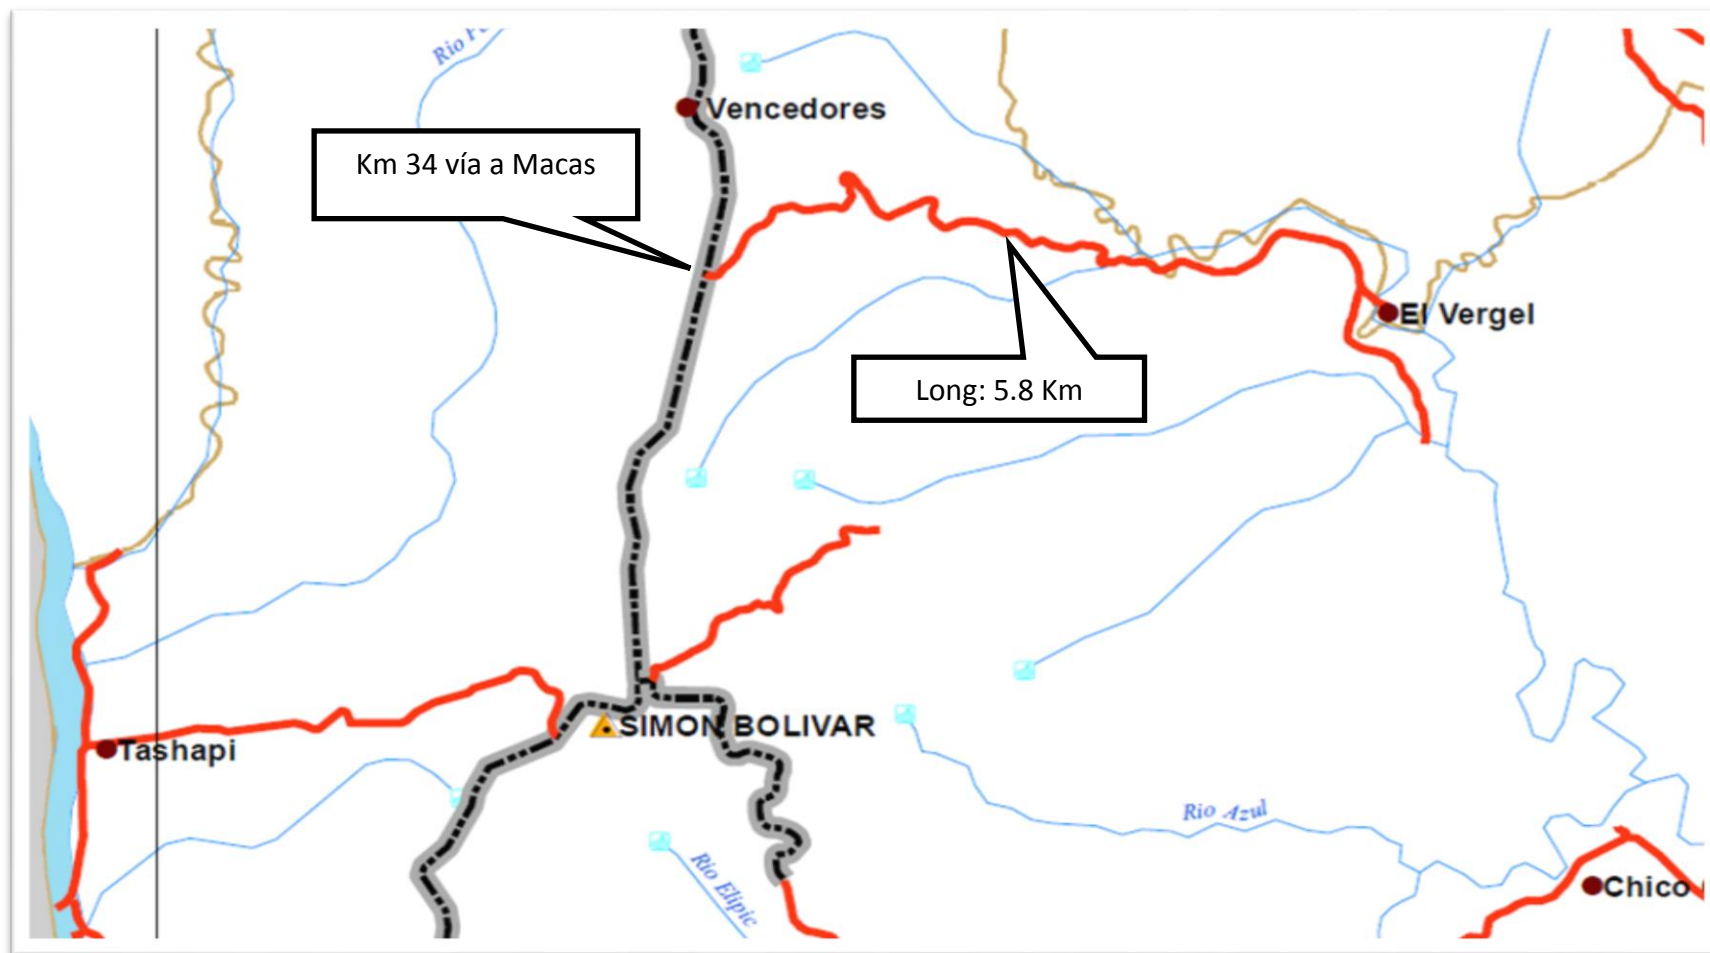 Rio
Vencedores
Km 34 vía a Macas
El Vergel
Long: 5.8 Km
SIMON BOLIVAR
Tashapi
Rio Azul
Rio Elipic
Chico